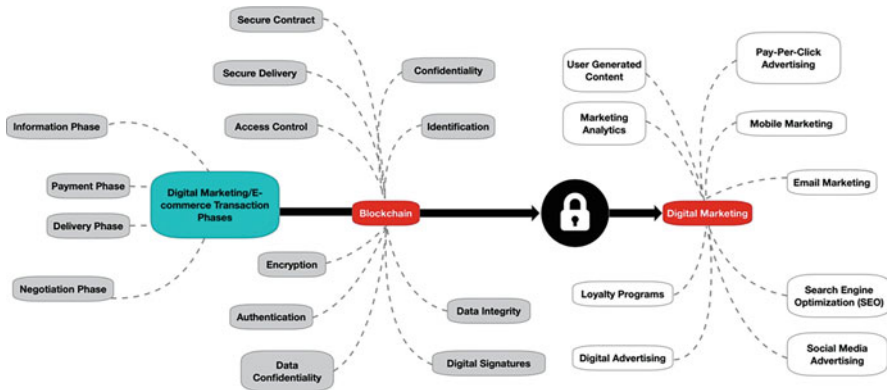 Secure Contract
Secure Delivery
Confidentiality
Access Control
Identification
Information Phase
Payment Phase
Delivery Phase
Negotiation Phase
Digital Marketing/E-
commerce Transaction
Phases
Blockchain
Encryption
Authentication
Data
Confidentiality
Data Integrity
Digital Signatures
User Generated
Content
Marketing
Analytics
Pay-Per-Click
Advertising
Mobile Marketing
Email Marketing
Digital Marketing
Loyalty Programs
Digital Advertising
Search Engine
Optimization (SEO)
Social Media
Advertising